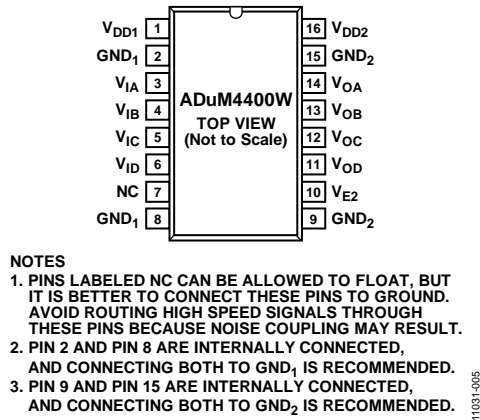 VDD1 1 16 VDD2
GND1 2 15 GND2
VIA 3 14 VOA
ADuM4400W
VIB 4 13 VOB
TOP VIEW
VIC 5 (Not to Scale) 12 VOC
VID 6 11 VOD
NC 7 10 VE2
GND1 8 9 GND2
NOTES
1. PINS LABELED NC CAN BE ALLOWED TO FLOAT, BUT
IT IS BETTER TO CONNECT THESE PINS TO GROUND.
AVOID ROUTING HIGH SPEED SIGNALS THROUGH
THESE PINS BECAUSE NOISE COUPLING MAY RESULT.
2. PIN 2 AND PIN 8 ARE INTERNALLY CONNECTED,
AND CONNECTING BOTH TO GND1 IS RECOMMENDED.
3. PIN 9 AND PIN 15 ARE INTERNALLY CONNECTED,
AND CONNECTING BOTH TO GND2 IS RECOMMENDED.
11031-005